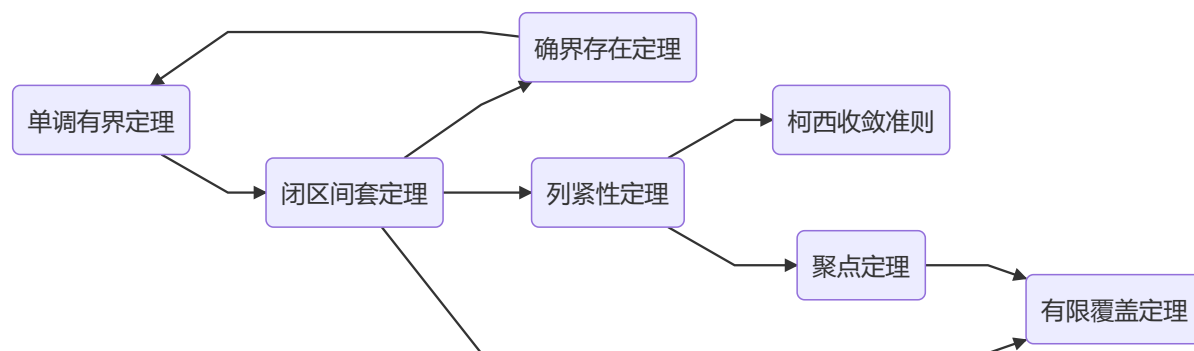 确界存在定理
单调有界定理
柯西收敛准则
闭区间套定理
列紧性定理
聚点定理
有限覆盖定理